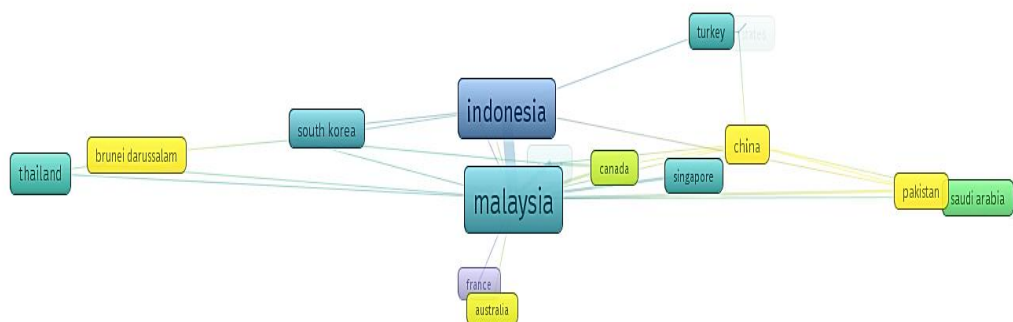 turkey
indonesia
south korea
brunei darussalam
china
thailand
canada
singapore
pakistan
saudi arabia
malaysia
france
australia